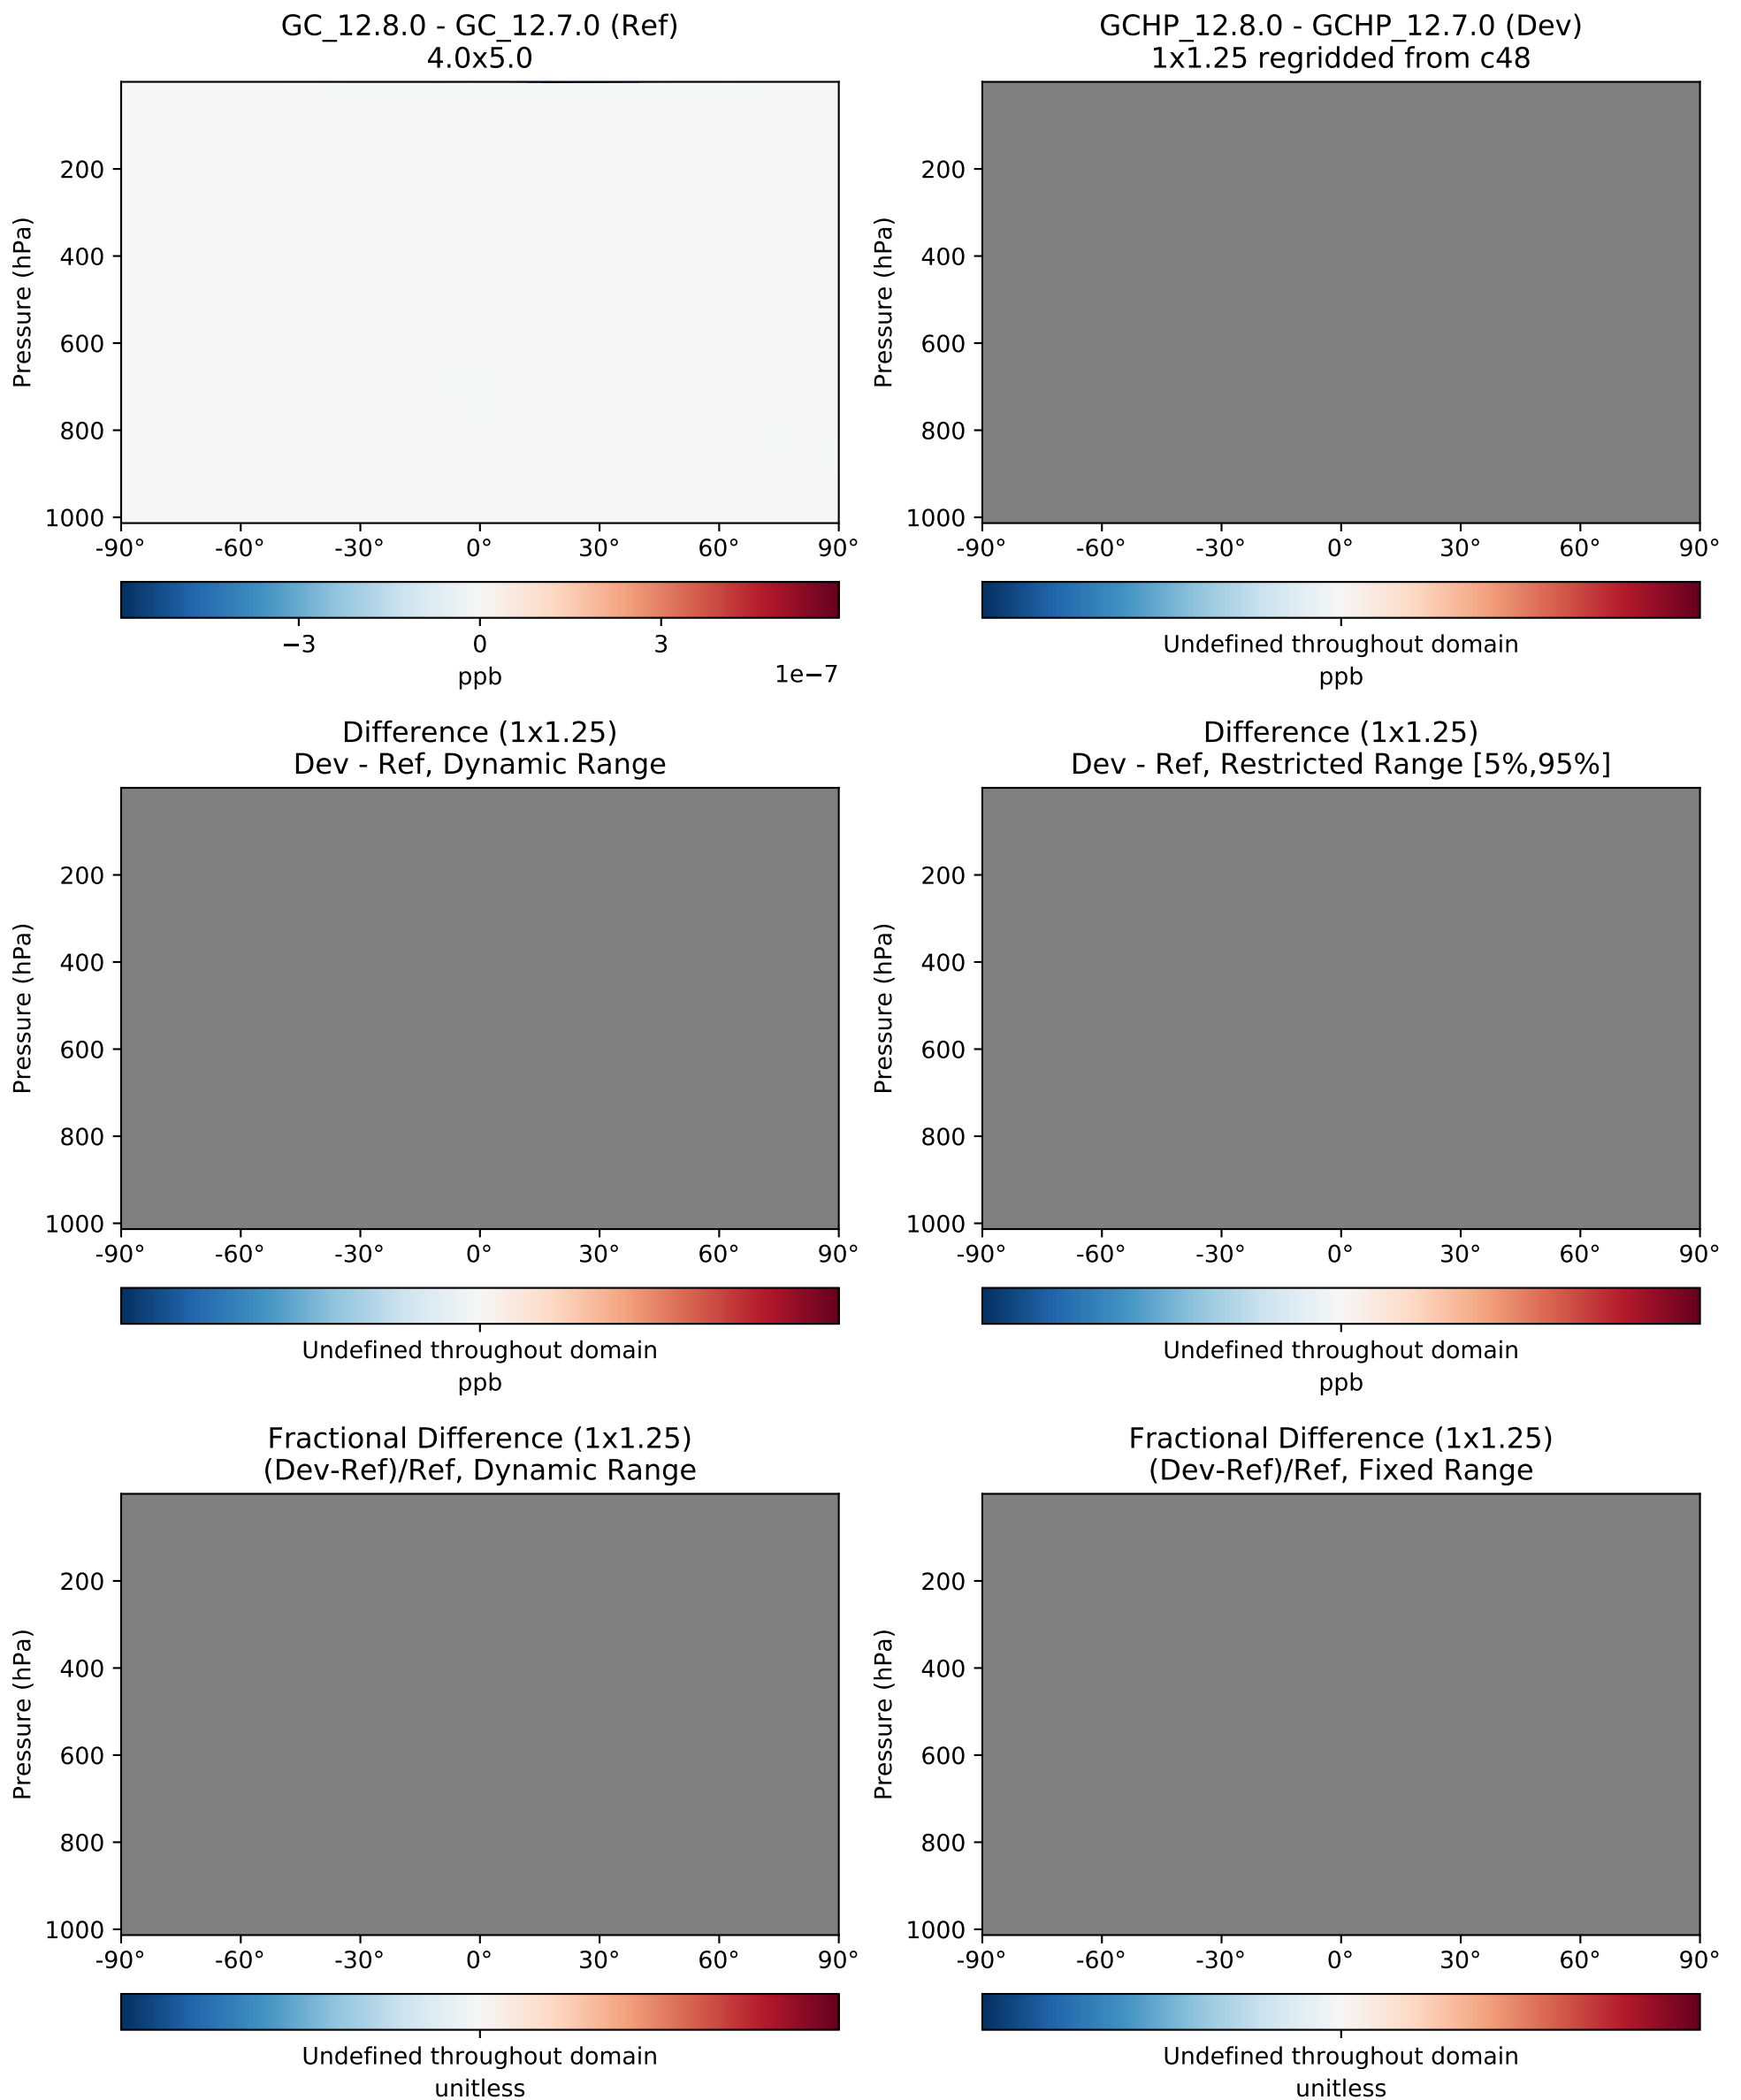 GC_12.8.0 - GC_12.7.0 (Ref)
4.0x5.0
Pressure (hPa)
200
400
600
800
1000
-90° -60° -30° 0° 30° 60° 90°
−3 0 3
ppb
1e−7
GCHP_12.8.0 - GCHP_12.7.0 (Dev)
1x1.25 regridded from c48
Pressure (hPa)
200
400
600
800
1000
-90° -60° -30° 0° 30° 60° 90°
Undefined throughout domain
ppb
Difference (1x1.25)
Dev - Ref, Dynamic Range
Pressure (hPa)
200
400
600
800
1000
-90° -60° -30° 0° 30° 60° 90°
Undefined throughout domain
ppb
Difference (1x1.25)
Dev - Ref, Restricted Range [5%,95%]
Pressure (hPa)
200
400
600
800
1000
-90° -60° -30° 0° 30° 60° 90°
Undefined throughout domain
ppb
Fractional Difference (1x1.25)
(Dev-Ref)/Ref, Dynamic Range
Pressure (hPa)
200
400
600
800
1000
-90° -60° -30° 0° 30° 60° 90°
Undefined throughout domain
unitless
Fractional Difference (1x1.25)
(Dev-Ref)/Ref, Fixed Range
Pressure (hPa)
200
400
600
800
1000
-90° -60° -30° 0° 30° 60° 90°
Undefined throughout domain
unitless